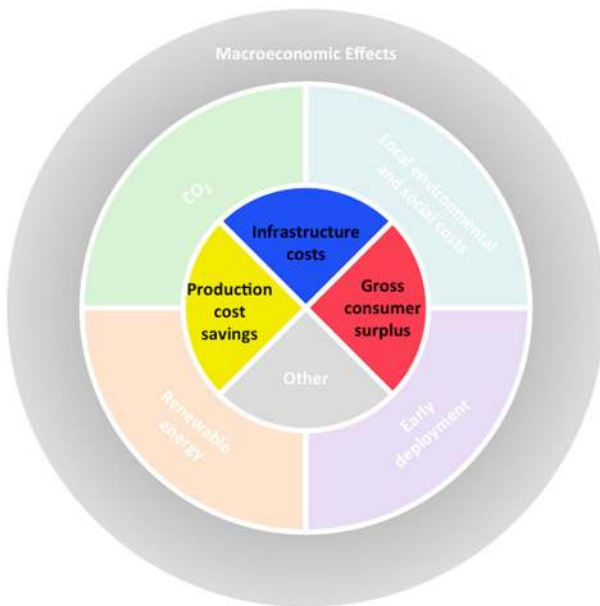 Macroeconomic Effects
CO₂
Local environmental
and social costs
Infrastructure
costs
Production
cost
savings
Gross
consumer
surplus
Other
Renewable
energy
Early
deployment